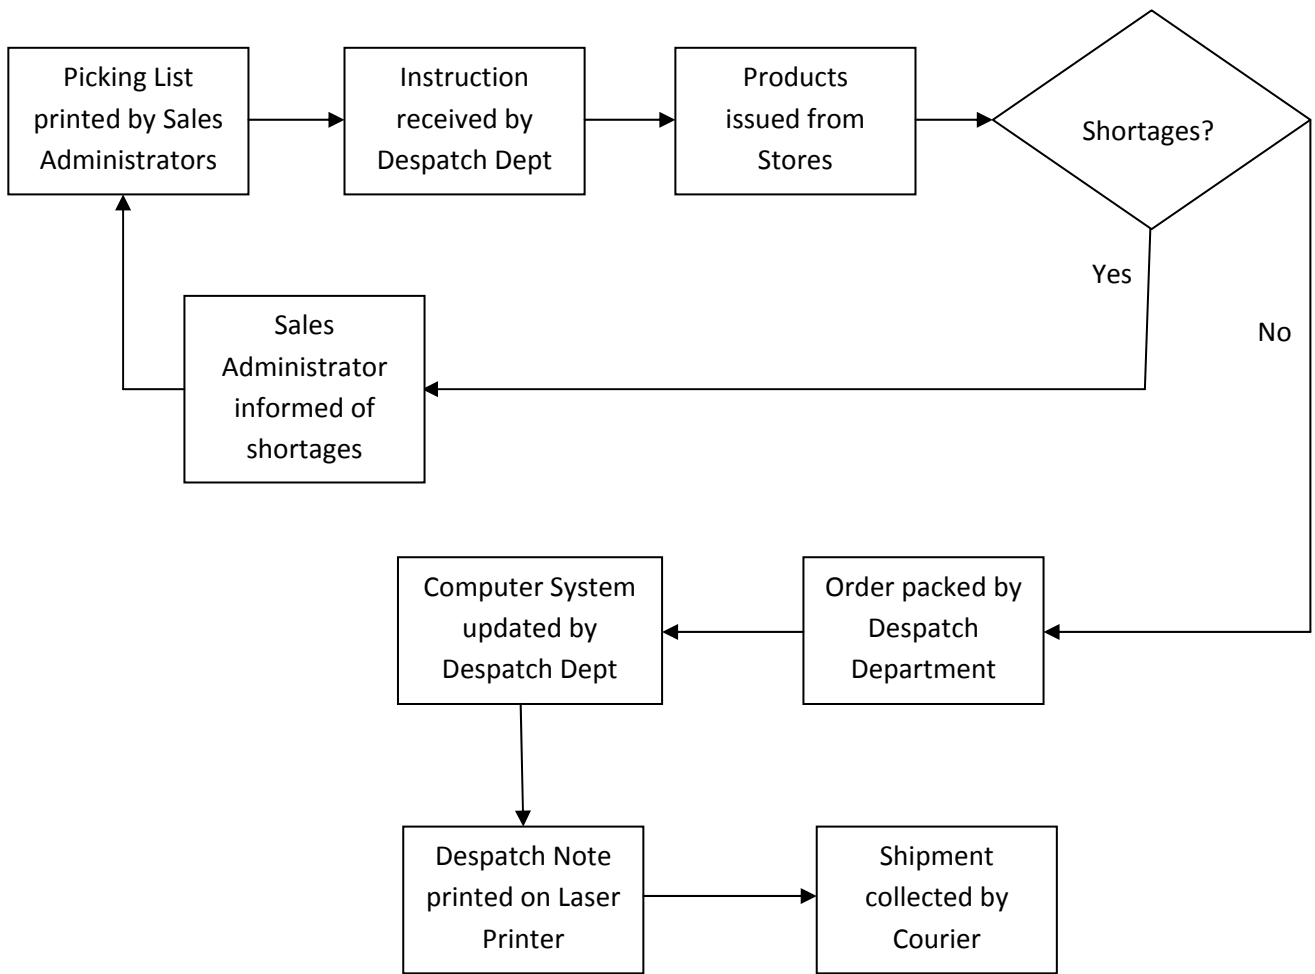 Picking List
printed by Sales
Administrators
Instruction
received by
Despatch Dept
Products
issued from
Stores
Shortages?
Yes
No
Sales
Administrator
informed of
shortages
Computer System
updated by
Despatch Dept
Order packed by
Despatch
Department
Despatch Note
printed on Laser
Printer
Shipment
collected by
Courier